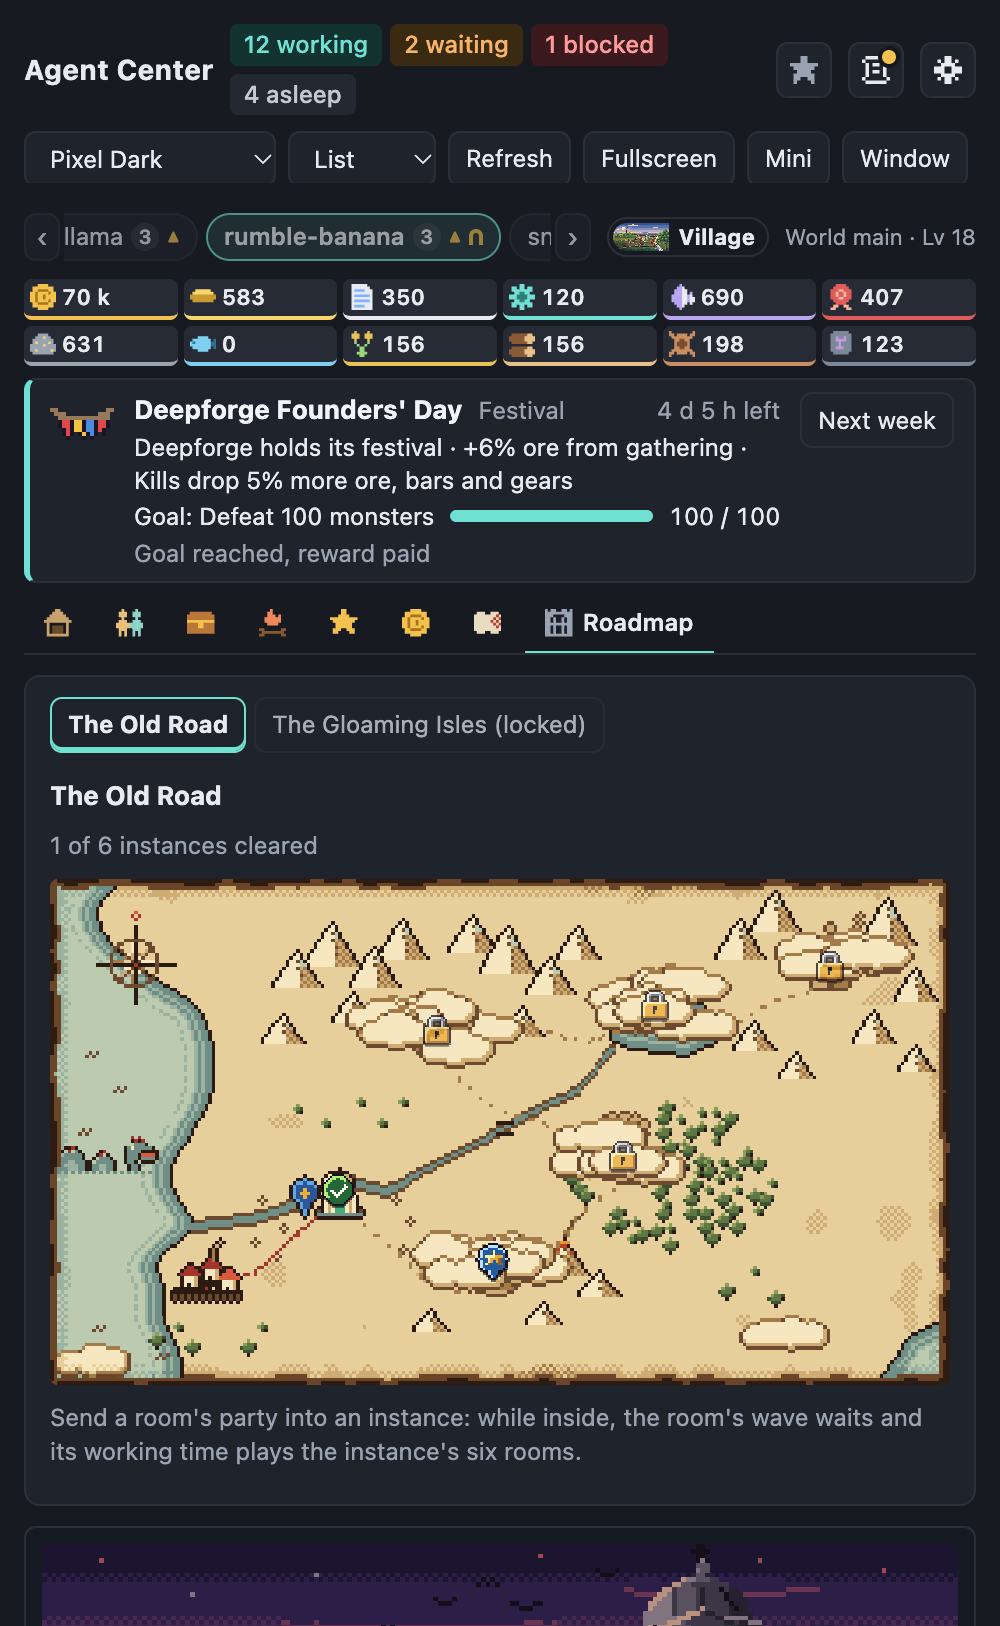 Agent Center
12 working
2 waiting
1 blocked
4 asleep
Pixel Dark
List
Refresh
Fullscreen
Mini
Window
llama 3
rumble-banana 3
sn
Village
World main · Lv 18
70 k
583
350
120
690
407
631
0
156
156
198
123
Deepforge Founders' Day Festival 4 d 5 h left
Next week
Deepforge holds its festival · +6% ore from gathering ·
Kills drop 5% more ore, bars and gears
Goal: Defeat 100 monsters 100 / 100
Goal reached, reward paid
Roadmap
The Old Road
The Gloaming Isles (locked)
The Old Road
1 of 6 instances cleared
Send a room's party into an instance: while inside, the room's wave waits and
its working time plays the instance's six rooms.